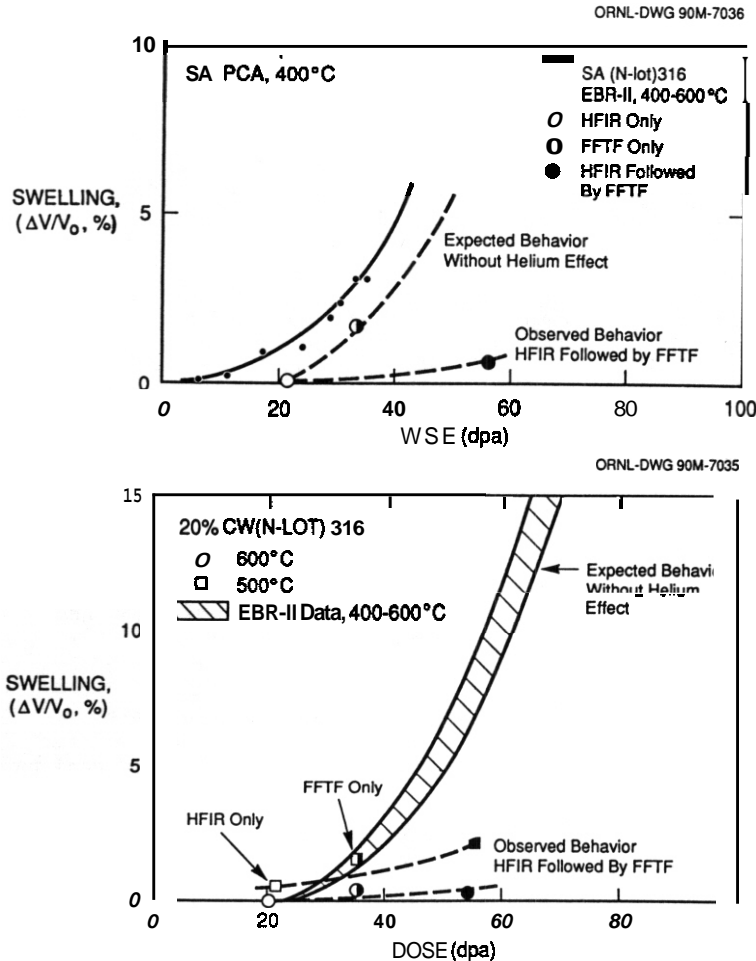 ORNL-DWG 90M-7036
10
SA PCA, 400°C
SA (N-lot)316
EBR-II, 400-600°C
O HFIR Only
O FFTF Only
HFIR Followed
By FFTF
SWELLING,
(ΔV/V₀, %)
5
Expected Behavior
Without Helium Effect
Observed Behavior
HFIR Followed by FFTF
0
0 20 40 60 80 100
WSE (dpa)
ORNL-DWG 90M-7035
15
20% CW(N-LOT) 316
600°C
500°C
EBR-II Data, 400-600°C
Expected Behavi
Without Helium
Effect
10
SWELLING,
(ΔV/V₀, %)
5
FFTF Only
HFIR Only
Observed Behavior
HFIR Followed By FFTF
0
0 20 40 60 80
DOSE (dpa)